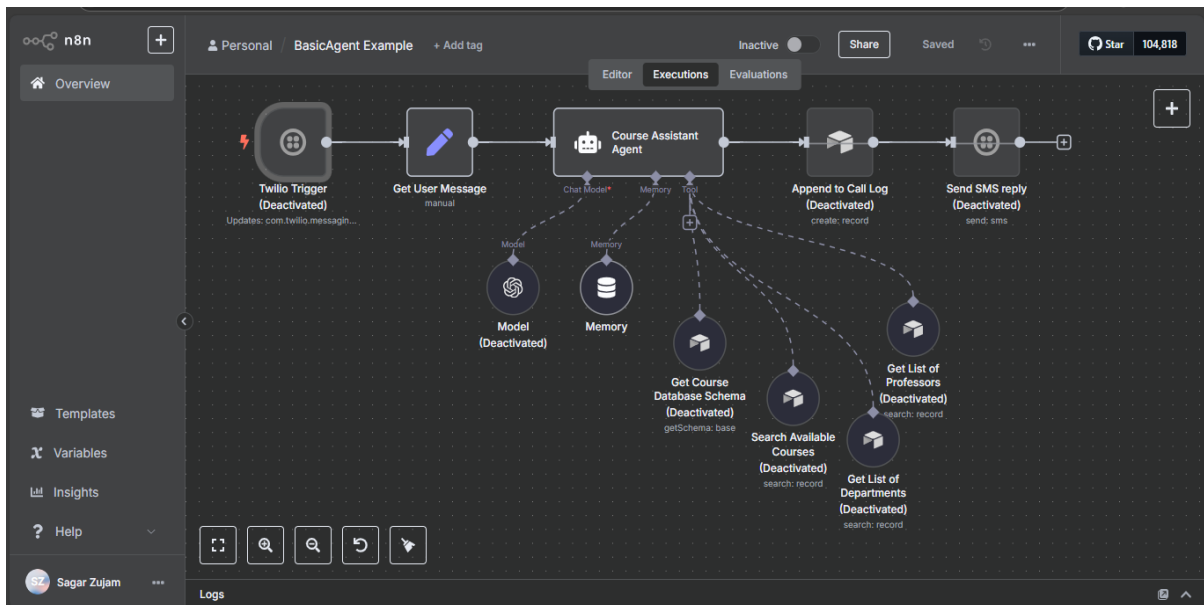 n8n
+
Overview
Personal / BasicAgent Example + Add tag
Inactive
Share
Saved
...
Star 104,818
Editor Executions Evaluations
+
Twilio Trigger
(Deactivated)
Updates: com.twilio.messagin...
Get User Message
manual
Course Assistant
Agent
Chat Model*
Memory
Tool
Append to Call Log
(Deactivated)
create: record
Send SMS reply
(Deactivated)
send: sms
Model
Memory
Model
(Deactivated)
Memory
Get Course
Database Schema
(Deactivated)
getSchema: base
Search Available
Courses
(Deactivated)
search: record
Get List of
Professors
(Deactivated)
search: record
Get List of
Departments
(Deactivated)
search: record
Templates
Variables
Insights
? Help
SZ Sagar Zujam ...
Logs